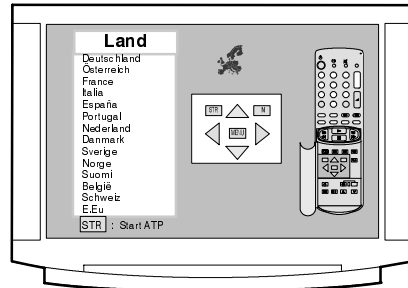 Land
Deutschland
Österreich
France
Italia
España
Portugal
Nederland
Danmark
Sverige
Norge
Suomi
België
Schweiz
E.Eu
STR : Start ATP
STR
MENU